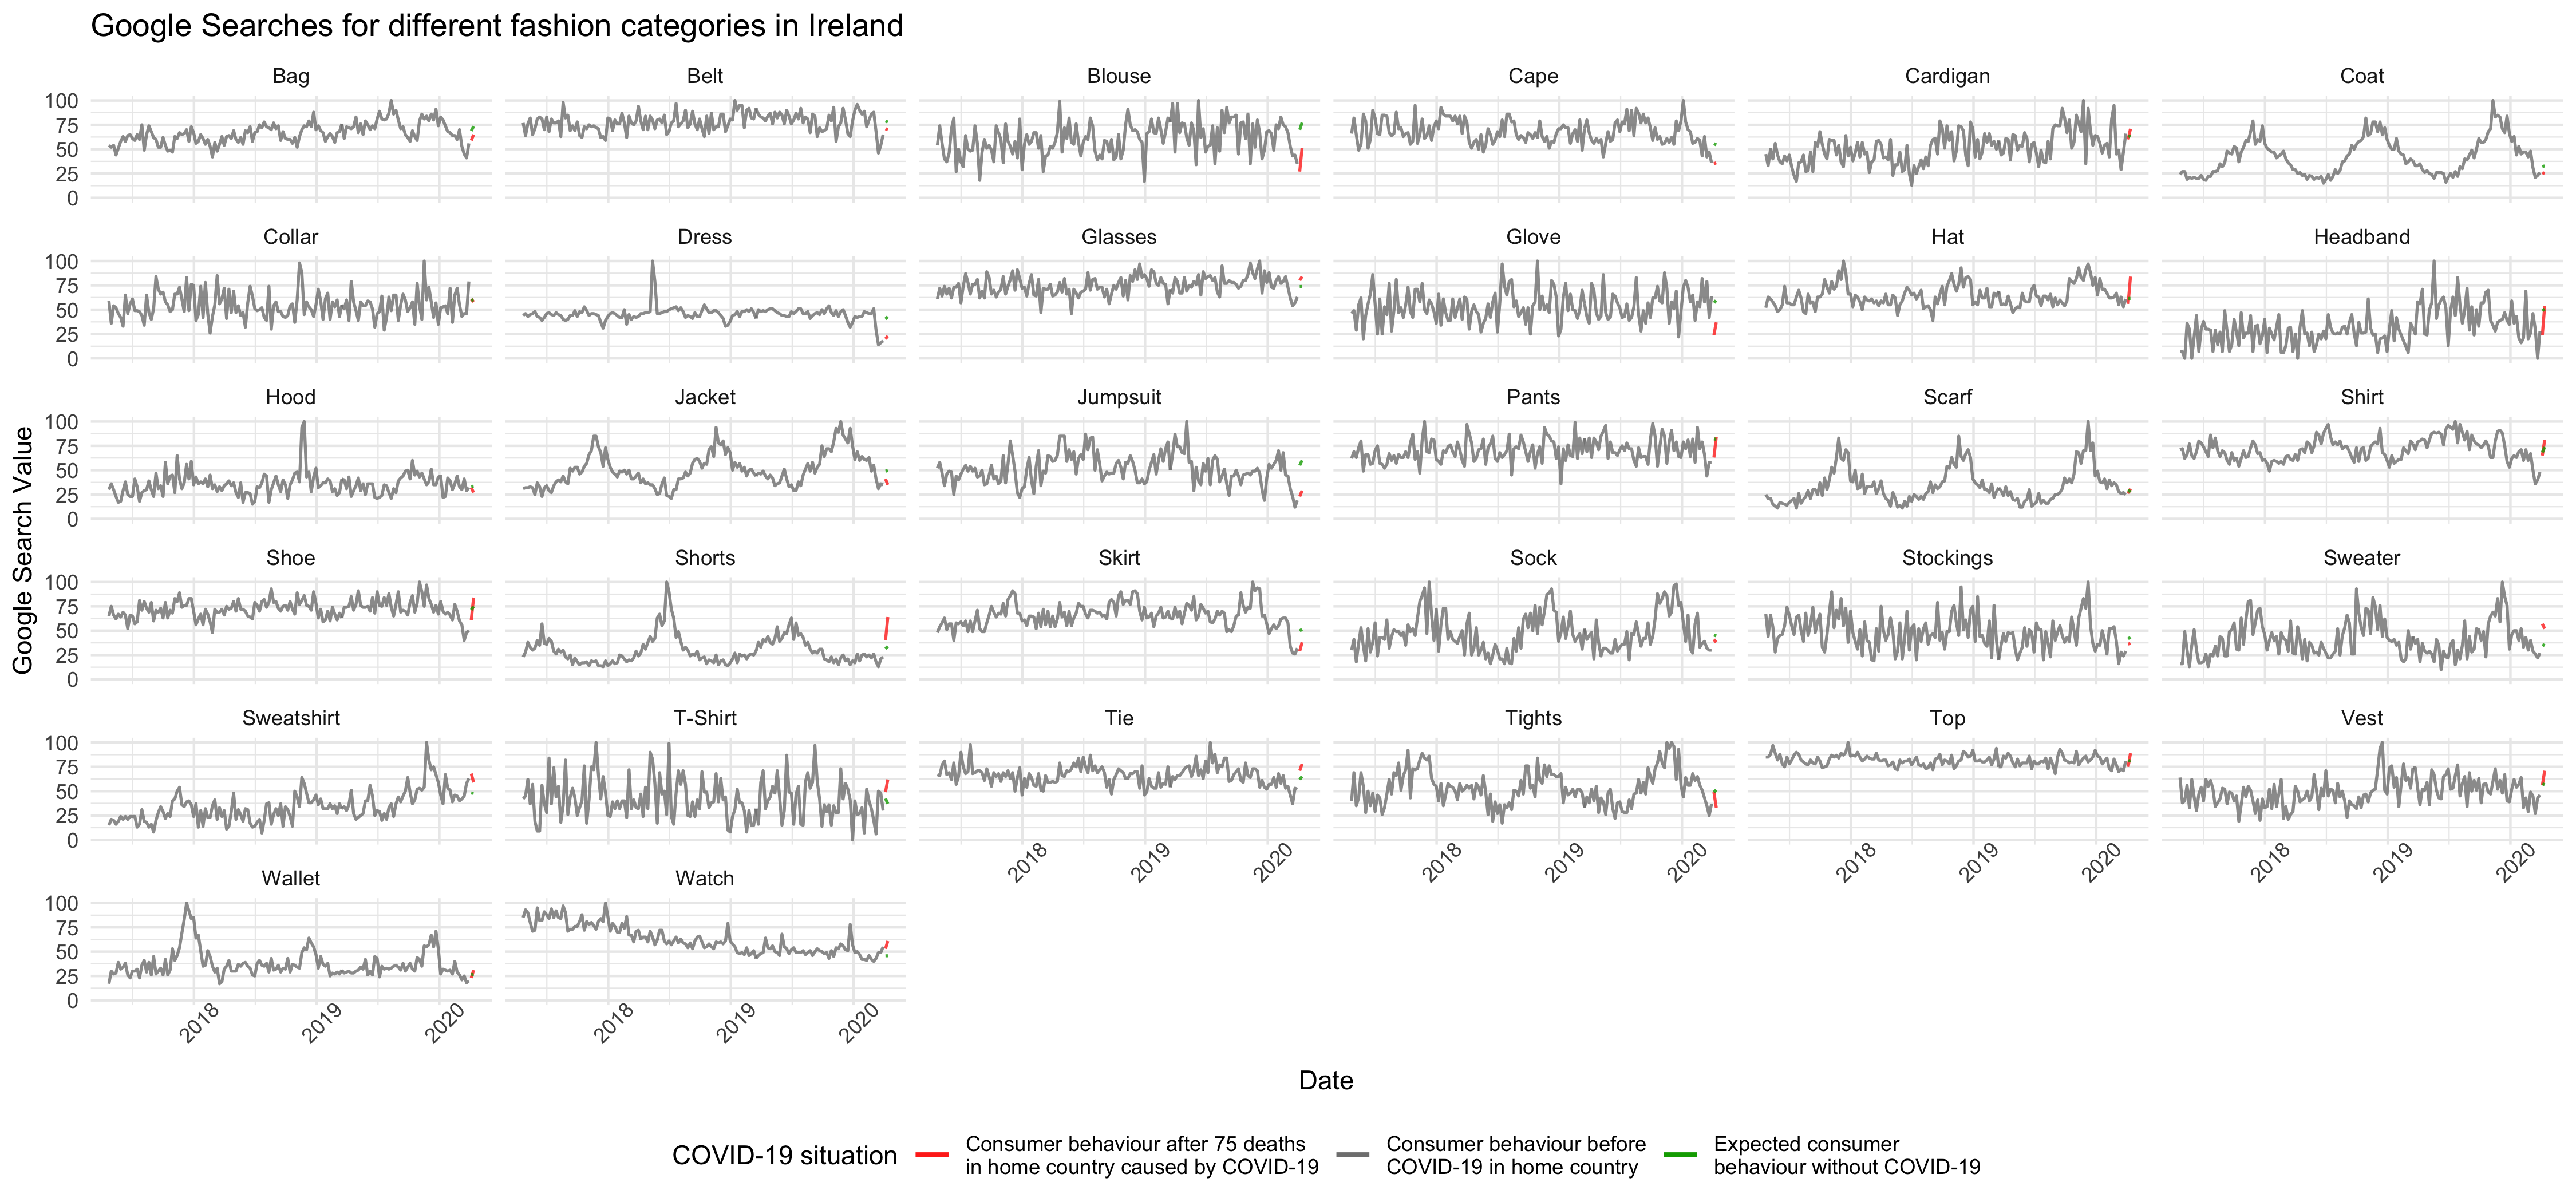 Google Searches for different fashion categories in Ireland
Bag Belt Blouse Cape Cardigan Coat
100
75
50
25
0
Collar Dress Glasses Glove Hat Headband
100
75
50
25
0
Hood Jacket Jumpsuit Pants Scarf Shirt
100
75
50
25
0
Google Search Value
Shoe Shorts Skirt Sock Stockings Sweater
100
75
50
25
0
Sweatshirt T-Shirt Tie Tights Top Vest
100
75
50
25
0
2018 2019 2020 2018 2019 2020 2018 2019 2020 2018 2019 2020
Wallet Watch
100
75
50
25
0
2018 2019 2020 2018 2019 2020
Date
COVID-19 situation
Consumer behaviour after 75 deaths
in home country caused by COVID-19
Consumer behaviour before
COVID-19 in home country
Expected consumer
behaviour without COVID-19